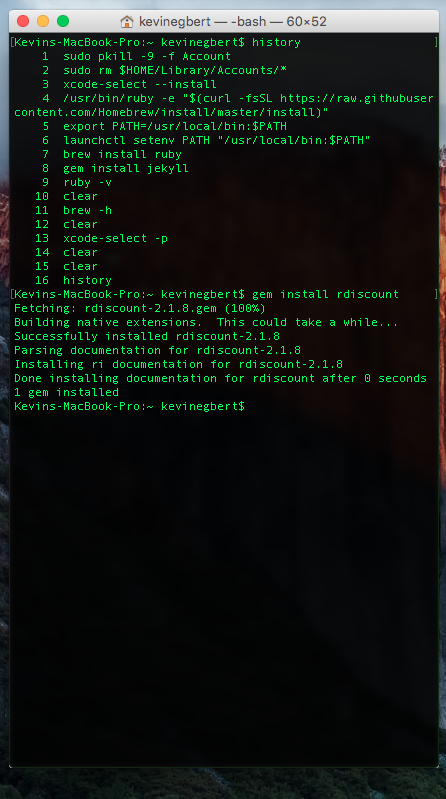 kevinegbert — -bash — 60×52
[Kevins-MacBook-Pro:~ kevinegbert$ history ]
1 sudo pkill -9 -f Account
2 sudo rm $HOME/Library/Accounts/*
3 xcode-select --install
4 /usr/bin/ruby -e "$(curl -fsSL https://raw.githubuser
content.com/Homebrew/install/master/install)"
5 export PATH=/usr/local/bin:$PATH
6 launchctl setenv PATH "/usr/local/bin:$PATH"
7 brew install ruby
8 gem install jekyll
9 ruby -v
10 clear
11 brew -h
12 clear
13 xcode-select -p
14 clear
15 clear
16 history
[Kevins-MacBook-Pro:~ kevinegbert$ gem install rdiscount ]
Fetching: rdiscount-2.1.8.gem (100%)
Building native extensions.  This could take a while...
Successfully installed rdiscount-2.1.8
Parsing documentation for rdiscount-2.1.8
Installing ri documentation for rdiscount-2.1.8
Done installing documentation for rdiscount after 0 seconds
1 gem installed
Kevins-MacBook-Pro:~ kevinegbert$